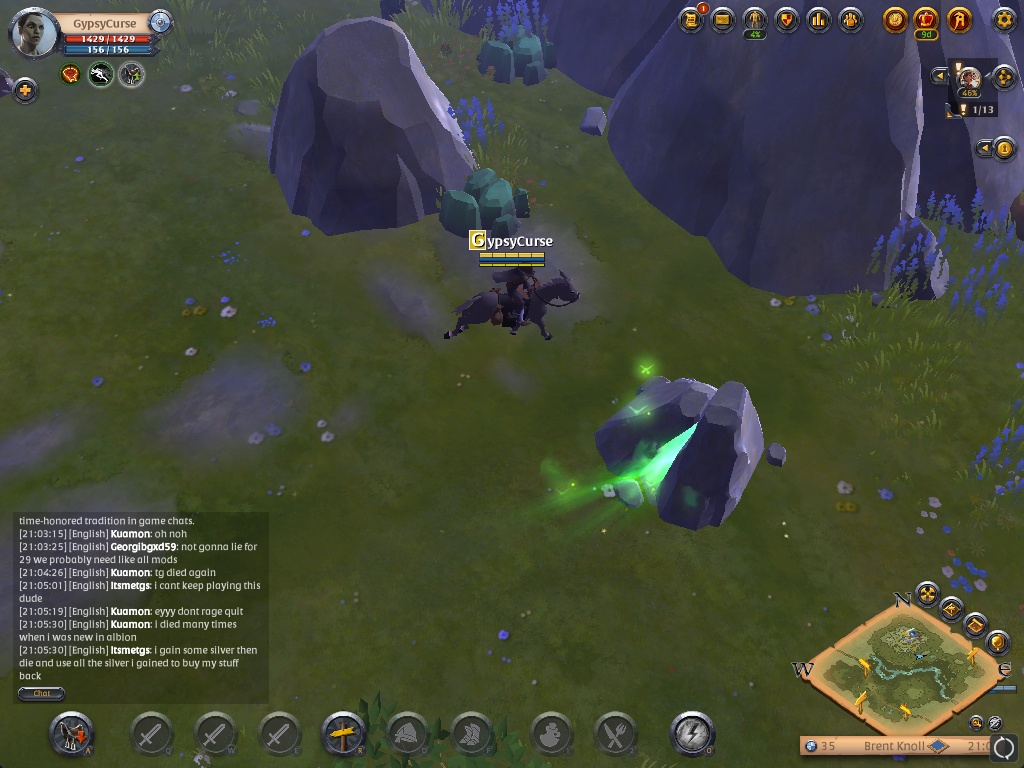 GypsyCurse
1429 / 1429
156 / 156
1
4%
9d
46%
1/13
GypsyCurse
time-honored tradition in game chats.
[21:03:15] [English] Kuamon: oh noh
[21:03:25] [English] Georgibgxd59: not gonna lie for
29 we probably need like all mods
[21:04:26] [English] Kuamon: tg died again
[21:05:01] [English] Itsmetgs: i cant keep playing this
dude
[21:05:19] [English] Kuamon: eyyy dont rage quit
[21:05:30] [English] Kuamon: i died many times
when i was new in albion
[21:05:30] [English] Itsmetgs: i gain some silver then
die and use all the silver i gained to buy my stuff
back
Chat
N
W
E
A
Q
W
E
R
35
Brent Knoll